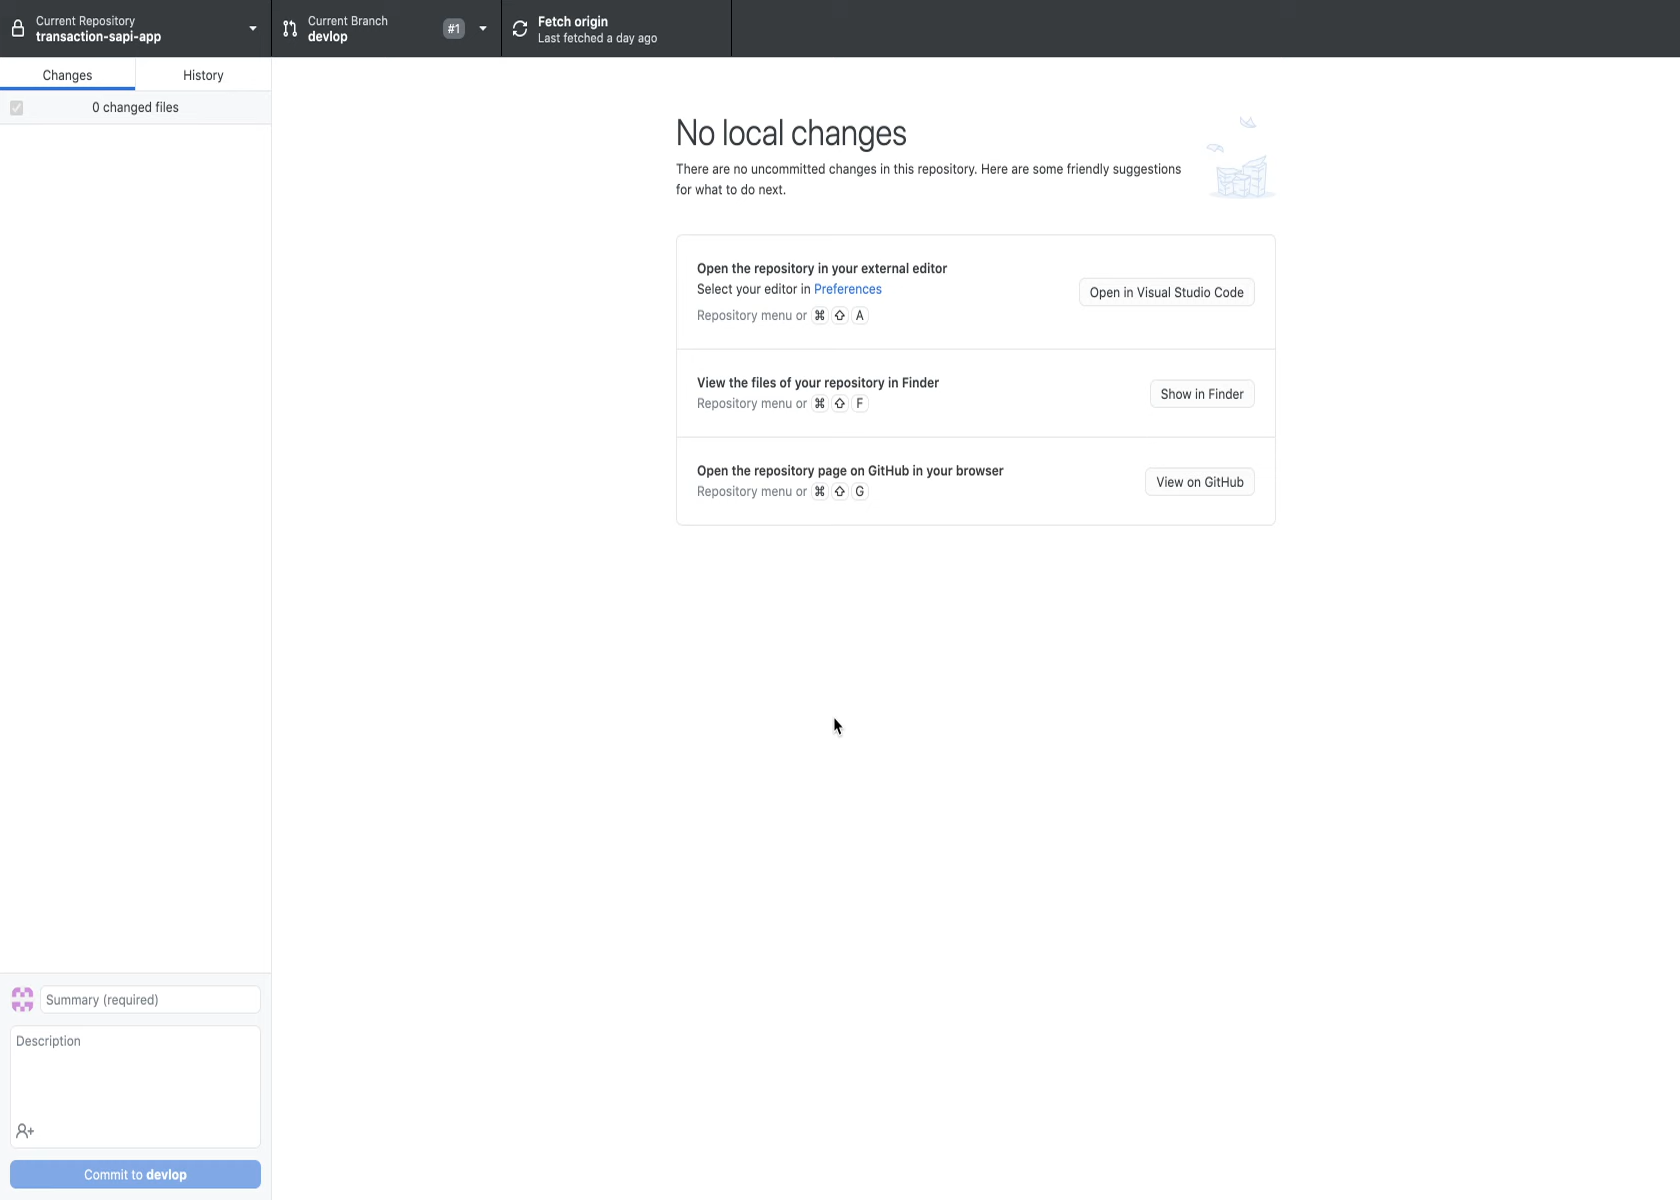 Current Repository
transaction-sapi-app
Current Branch
devlop
#1
Fetch origin
Last fetched a day ago
Changes
History
0 changed files
No local changes
There are no uncommitted changes in this repository. Here are some friendly suggestions
for what to do next.
Open the repository in your external editor
Select your editor in Preferences
Repository menu or ⌘ ⇧ A
Open in Visual Studio Code
View the files of your repository in Finder
Repository menu or ⌘ ⇧ F
Show in Finder
Open the repository page on GitHub in your browser
Repository menu or ⌘ ⇧ G
View on GitHub
Summary (required)
Description
Commit to devlop